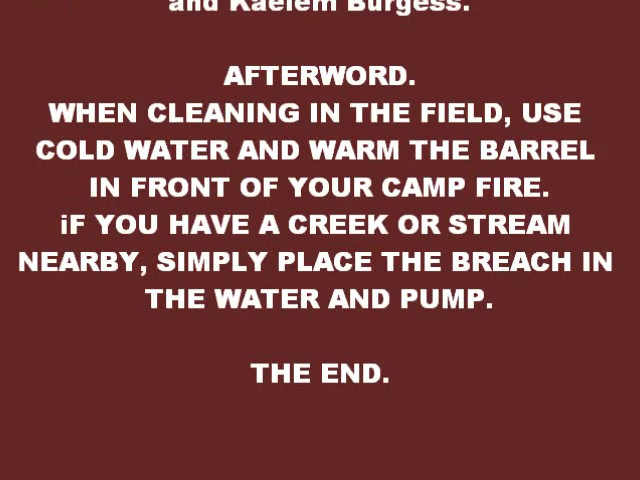 and Kaelem Burgess.
AFTERWORD.
WHEN CLEANING IN THE FIELD, USE
COLD WATER AND WARM THE BARREL
IN FRONT OF YOUR CAMP FIRE.
iF YOU HAVE A CREEK OR STREAM
NEARBY, SIMPLY PLACE THE BREACH IN
THE WATER AND PUMP.
THE END.